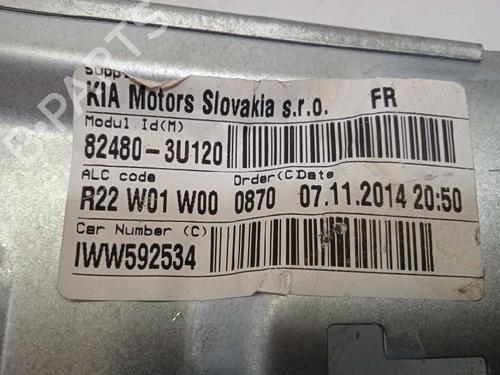 B-PARTS
KIA Motors Slovakia s.r.o. FR
Modul Id(M)
82480-3U120
ALC code Order(C)Date
R22 W01 W00 0870 07.11.2014 20:50
Car Number (C)
IWW592534